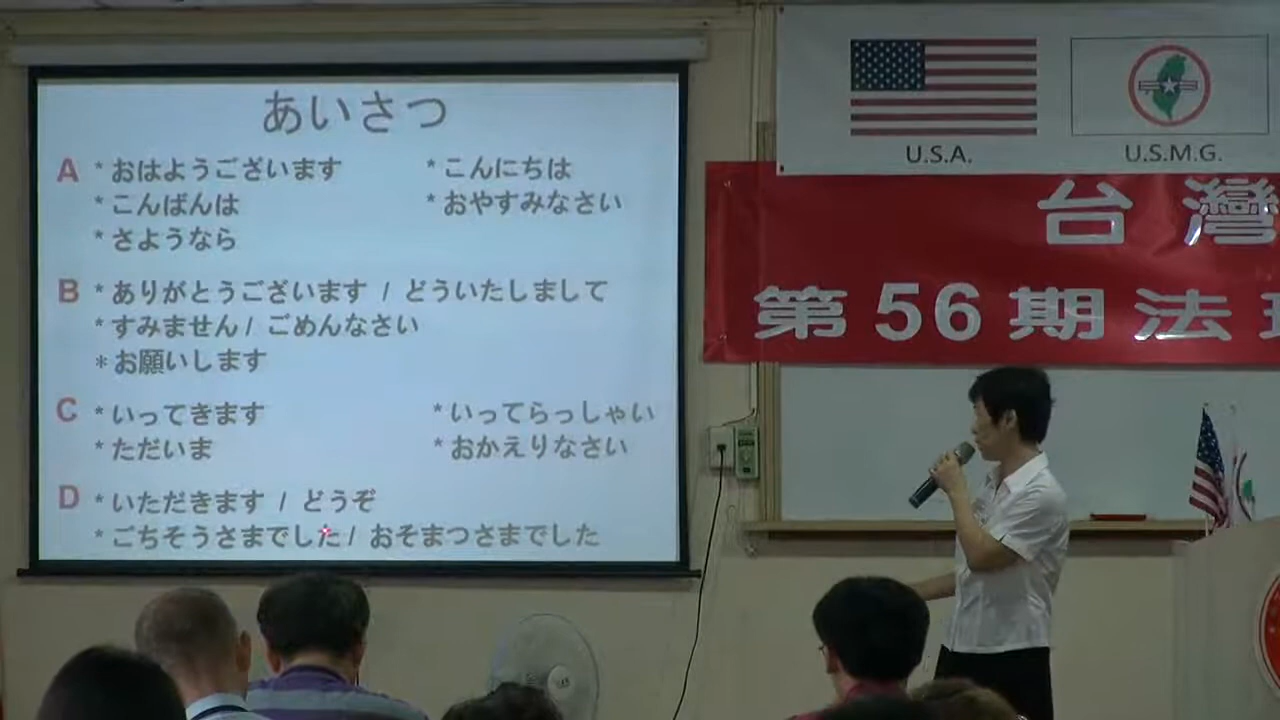 あいさつ
A *おはようございます *こんにちは
*こんばんは *おやすみなさい
*さようなら
B *ありがとうございます / どういたしまして
*すみません / ごめんなさい
*お願いします
C *いってきます *いってらっしゃい
*ただいま *おかえりなさい
D *いただきます / どうぞ
*ごちそうさまでした / おそまつさまでした
U.S.A. U.S.M.G.
台灣
第56期法